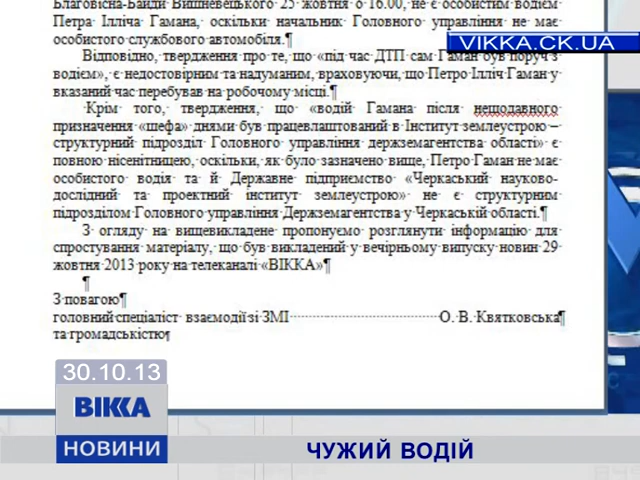 Благовісна-Байди Вишневецького 25 жовтня о 16.00, не є особистим водієм
Петра Ілліча Гамана, оскільки начальник Головного управління не має
особистого службового автомобіля.¶
VIKKA.CK.UA
Відповідно, твердження про те, що «під час ДТП сам Гаман був поруч з
водієм», є недостовірним та надуманим, враховуючи, що Петро Ілліч Гаман у
вказаний час перебував на робочому місці.¶
Крім того, твердження, що «водій Гамана після нещодавного
призначення «шефа» днями був працевлаштований в Інститут землеустрою –
структурний підрозділ Головного управління держземагентства області» є
повною нісенітницею, оскільки, як було зазначено вище, Петро Гаман не має
особистого водія та й Державне підприємство «Черкаський науково-
дослідний та проектний інститут землеустрою» не є структурним
підрозділом Головного управління Держземагентства у Черкаській області.¶
З огляду на вищевикладене пропонуємо розглянути інформацію для
спростування матеріалу, що був викладений у вечірньому випуску новин 29
жовтня 2013 року на телеканалі «ВІККА»¶
¶
З повагою¶
головний спеціаліст взаємодії зі ЗМІ О. В. Квятковська¶
та громадськістю¶
30.10.13
ВІККА
НОВИНИ
ЧУЖИЙ ВОДІЙ